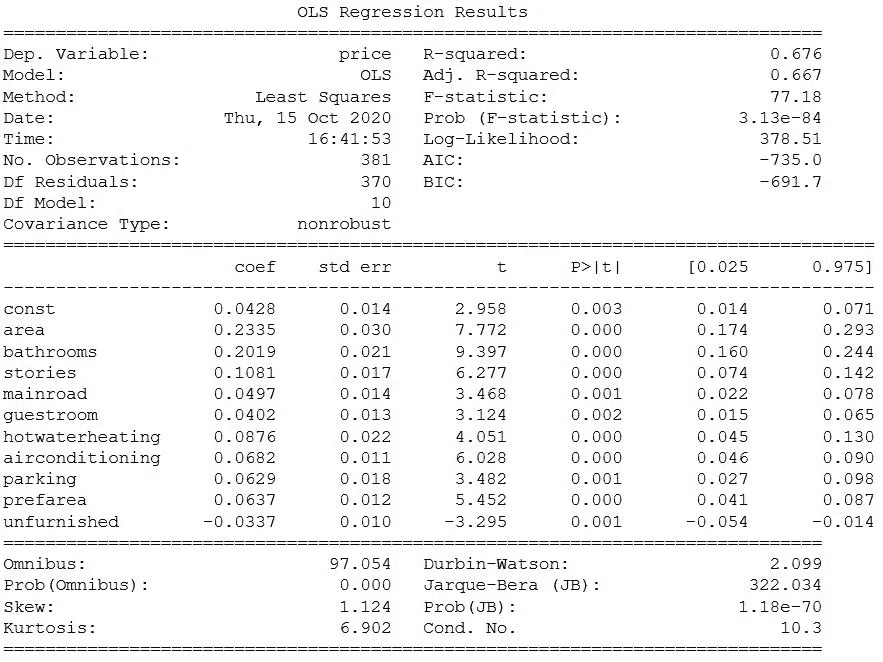 OLS Regression Results
==============================================================================
Dep. Variable:                  price   R-squared:                       0.676
Model:                            OLS   Adj. R-squared:                  0.667
Method:                 Least Squares   F-statistic:                     77.18
Date:                Thu, 15 Oct 2020   Prob (F-statistic):           3.13e-84
Time:                        16:41:53   Log-Likelihood:                 378.51
No. Observations:                 381   AIC:                            -735.0
Df Residuals:                     370   BIC:                            -691.7
Df Model:                          10
Covariance Type:            nonrobust
===================================================================================
                      coef    std err          t      P>|t|      [0.025      0.975]
-----------------------------------------------------------------------------------
const               0.0428      0.014      2.958      0.003       0.014       0.071
area                0.2335      0.030      7.772      0.000       0.174       0.293
bathrooms           0.2019      0.021      9.397      0.000       0.160       0.244
stories             0.1081      0.017      6.277      0.000       0.074       0.142
mainroad            0.0497      0.014      3.468      0.001       0.022       0.078
guestroom           0.0402      0.013      3.124      0.002       0.015       0.065
hotwaterheating     0.0876      0.022      4.051      0.000       0.045       0.130
airconditioning     0.0682      0.011      6.028      0.000       0.046       0.090
parking             0.0629      0.018      3.482      0.001       0.027       0.098
prefarea            0.0637      0.012      5.452      0.000       0.041       0.087
unfurnished        -0.0337      0.010     -3.295      0.001      -0.054      -0.014
==============================================================================
Omnibus:                       97.054   Durbin-Watson:                   2.099
Prob(Omnibus):                  0.000   Jarque-Bera (JB):              322.034
Skew:                           1.124   Prob(JB):                     1.18e-70
Kurtosis:                       6.902   Cond. No.                         10.3
==============================================================================